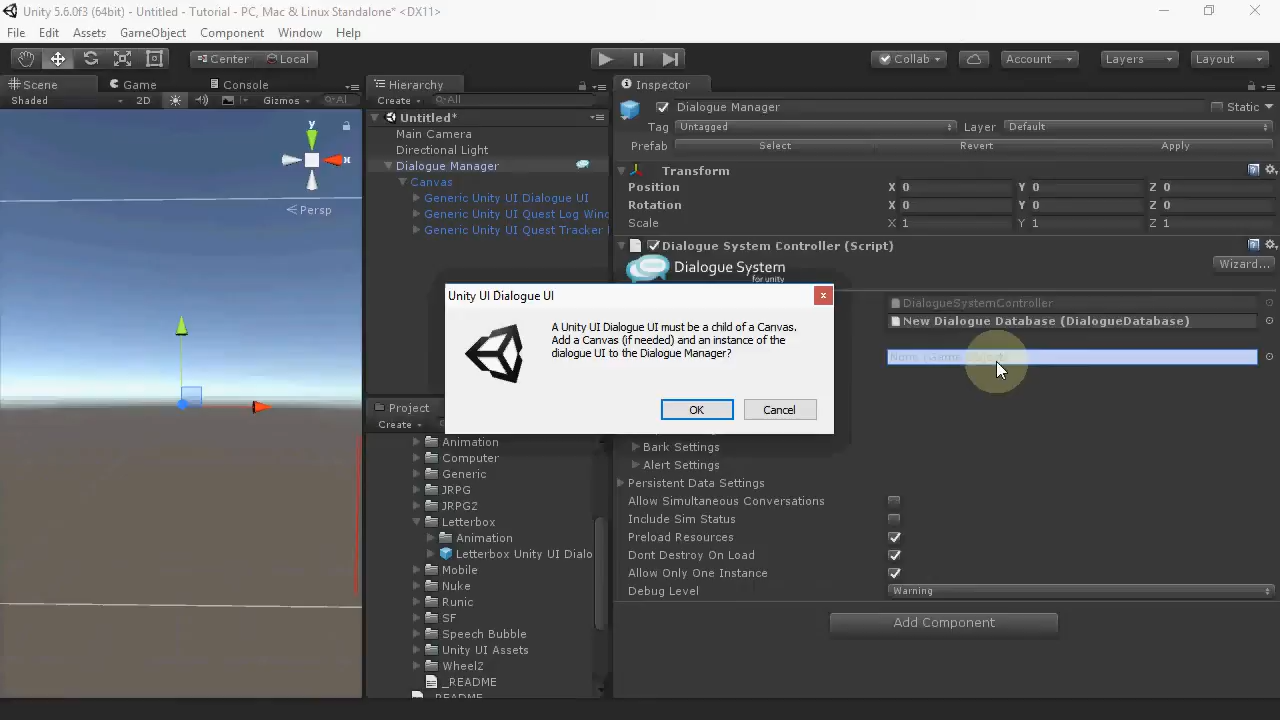 Unity 5.6.0f3 (64bit) - Untitled - Tutorial - PC, Mac & Linux Standalone* <DX11>
File Edit Assets GameObject Component Window Help
Center Local Collab Account Layers Layout
Scene Game Console Hierarchy Inspector
Shaded 2D Gizmos All Create All
Dialogue Manager Static
Untitled*
Tag Untagged Layer Default
Main Camera
Prefab Select Revert Apply
Directional Light
Dialogue Manager
Transform
Canvas
Position X 0 Y 0 Z 0
Generic Unity UI Dialogue UI
Rotation X 0 Y 0 Z 0
Generic Unity UI Quest Log Wind
Scale X 1 Y 1 Z 1
Generic Unity UI Quest Tracker
y
x
Persp
Dialogue System Controller (Script)
Dialogue System
for unity
Wizard...
DialogueSystemController
New Dialogue Database (DialogueDatabase)
Unity UI Dialogue UI
A Unity UI Dialogue UI must be a child of a Canvas.
Add a Canvas (if needed) and an instance of the
dialogue UI to the Dialogue Manager?
OK Cancel
Project
Create
Animation
Computer
Generic
JRPG
JRPG2
Letterbox
Animation
Letterbox Unity UI Dialo
Mobile
Nuke
Runic
SF
Speech Bubble
Unity UI Assets
Wheel2
_README
_README
Bark Settings
Alert Settings
Persistent Data Settings
Allow Simultaneous Conversations
Include Sim Status
Preload Resources
Dont Destroy On Load
Allow Only One Instance
Debug Level Warning
Add Component